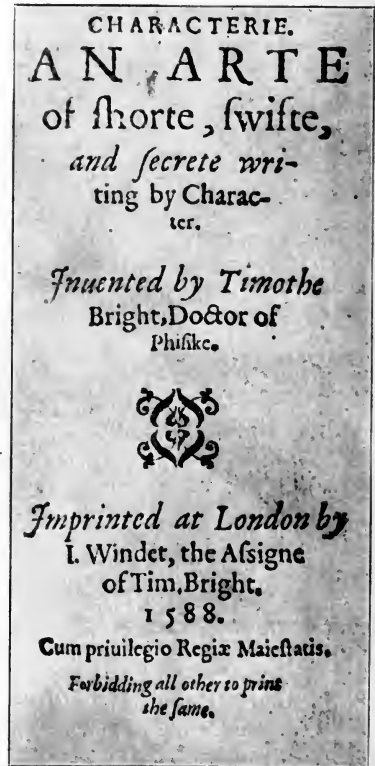 CHARACTERIE.
AN ARTE
of ſhorte, ſwifte,
and ſecrete wri-
ting by Charac-
ter.
Inuented by Timothe
Bright, Doctor of
Phiſike.
Imprinted at London by
I. Windet, the Aſsigne
of Tim. Bright.
1588.
Cum priuilegio Regiæ Maieſtatis.
Forbidding all other to print
the ſame.